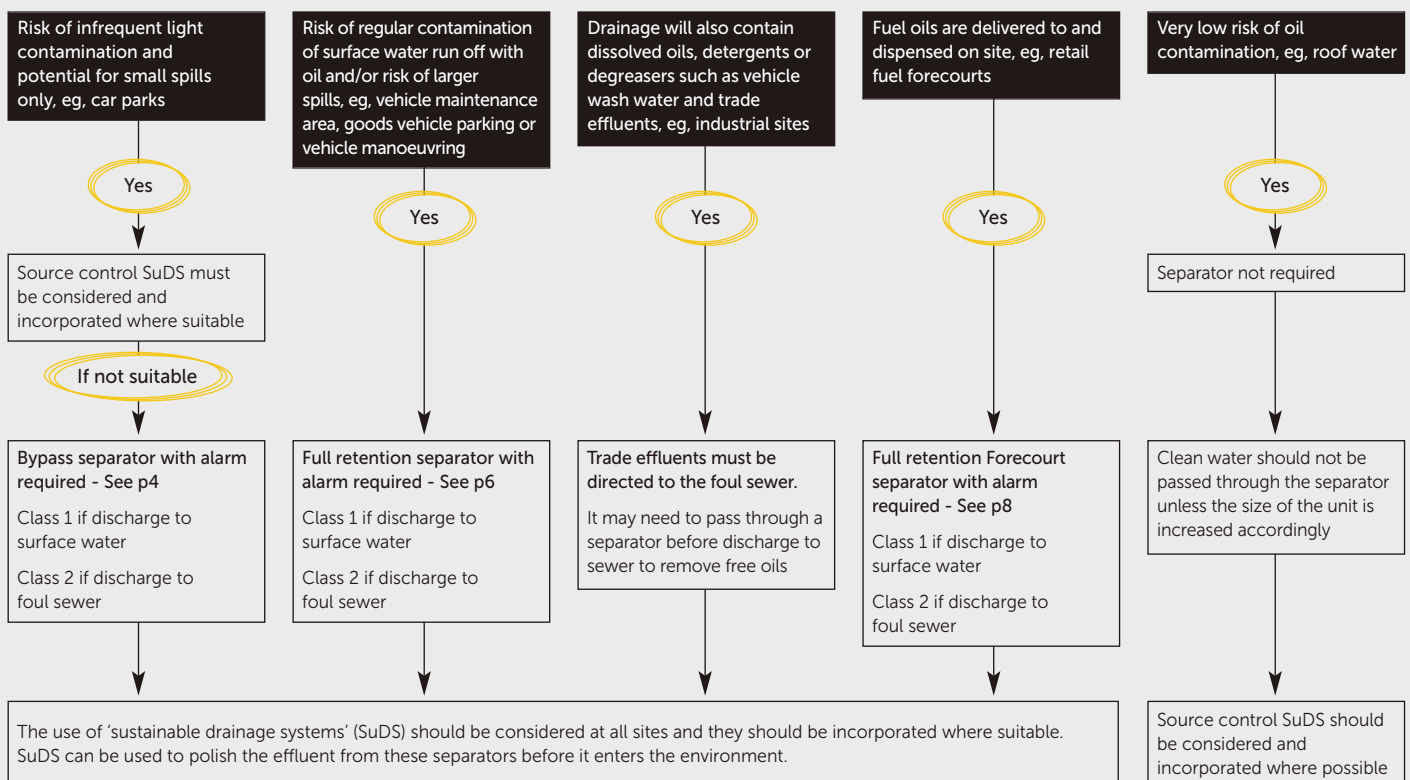 Risk of infrequent light
contamination and
potential for small spills
only, eg, car parks
Yes
Source control SuDS must
be considered and
incorporated where suitable
If not suitable
Bypass separator with alarm
required - See p4
Class 1 if discharge to
surface water
Class 2 if discharge to
foul sewer
Risk of regular contamination
of surface water run off with
oil and/or risk of larger
spills, eg, vehicle maintenance
area, goods vehicle parking or
vehicle manoeuvring
Yes
Full retention separator with
alarm required - See p6
Class 1 if discharge to
surface water
Class 2 if discharge to
foul sewer
Drainage will also contain
dissolved oils, detergents or
degreasers such as vehicle
wash water and trade
effluents, eg, industrial sites
Yes
Trade effluents must be
directed to the foul sewer.
It may need to pass through a
separator before discharge to
sewer to remove free oils
Fuel oils are delivered to and
dispensed on site, eg, retail
fuel forecourts
Yes
Full retention Forecourt
separator with alarm
required - See p8
Class 1 if discharge to
surface water
Class 2 if discharge to
foul sewer
The use of ‘sustainable drainage systems’ (SuDS) should be considered at all sites and they should be incorporated where suitable.
SuDS can be used to polish the effluent from these separators before it enters the environment.
Very low risk of oil
contamination, eg, roof water
Yes
Separator not required
Clean water should not be
passed through the separator
unless the size of the unit is
increased accordingly
Source control SuDS should
be considered and
incorporated where possible